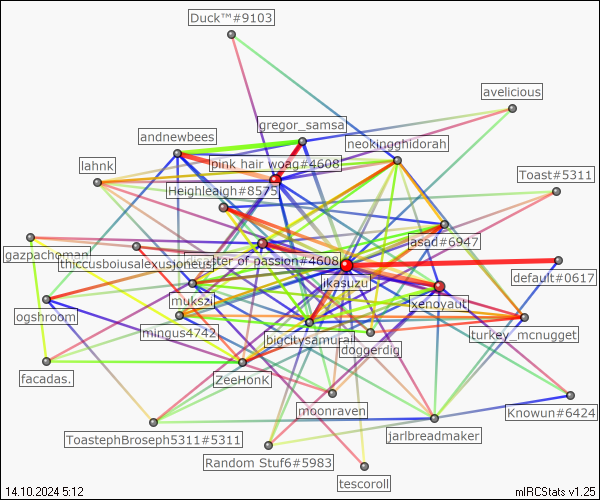 Duck™#9103
avelicious
gregor_samsa
andnewbees
neokingghidorah
pink hair woag#4608
lahnk
Toast#5311
Heighleaigh#8575
lasad#6947
gazpachoman
thiccusboiusalexusjoneus
ster of passion#4608
default#0617
ikasuzu
mukszi
xenoyaut
ogshroom
mingus4742
bigcitysamurai
turkey_mcnugget
doggerdig
facadas.
ZeeHonK
moonraven
Knowun#6424
ToastephBroseph5311#5311
jarlbreadmaker
Random Stuf6#5983
tescoroll
14.10.2024 5:12
mIRCStats v1.25